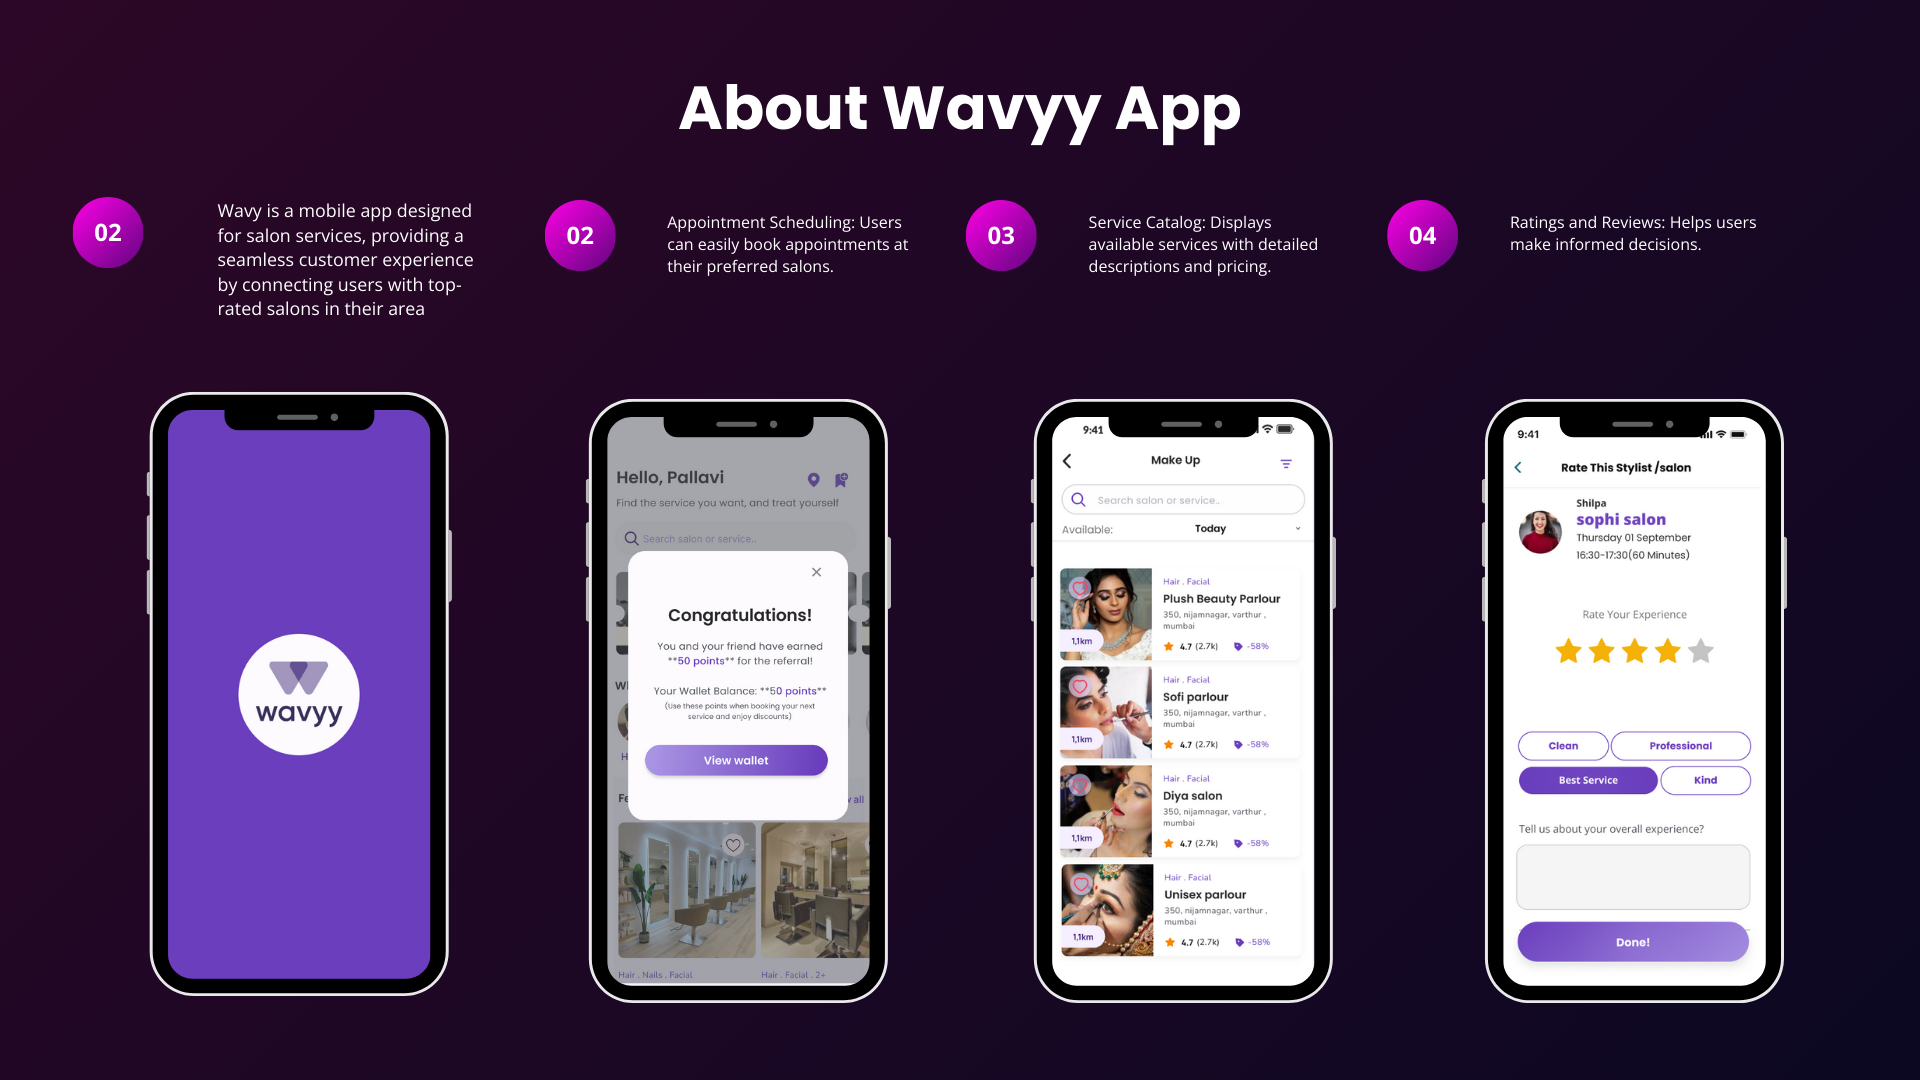 About Wavyy App
02
Wavy is a mobile app designed
for salon services, providing a
seamless customer experience
by connecting users with top-
rated salons in their area
02
Appointment Scheduling: Users
can easily book appointments at
their preferred salons.
03
Service Catalog: Displays
available services with detailed
descriptions and pricing.
04
Ratings and Reviews: Helps users
make informed decisions.
wavyy
Hello, Pallavi
Find the service you want, and treat yourself
Search salon or service..
Congratulations!
You and your friend have earned
**50 points** for the referral!
Your Wallet Balance: **50 points**
(Use these points when booking your next
service and enjoy discounts)
View wallet
all
Hair . Nails . Facial
Hair . Facial . 2+
9:41
Make Up
Search salon or service..
Available:
Today
Hair . Facial
Plush Beauty Parlour
350, nijamnagar, varthur ,
mumbai
1,1km
4.7 (2.7k)
-58%
Hair . Facial
Sofi parlour
350, nijamnagar, varthur ,
mumbai
1,1km
4.7 (2.7k)
-58%
Hair . Facial
Diya salon
350, nijamnagar, varthur ,
mumbai
1,1km
4.7 (2.7k)
-58%
Hair . Facial
Unisex parlour
350, nijamnagar, varthur ,
mumbai
1,1km
4.7 (2.7k)
-58%
9:41
Rate This Stylist /salon
Shilpa
sophi salon
Thursday 01 September
16:30-17:30(60 Minutes)
Rate Your Experience
Clean
Professional
Best Service
Kind
Tell us about your overall experience?
Done!